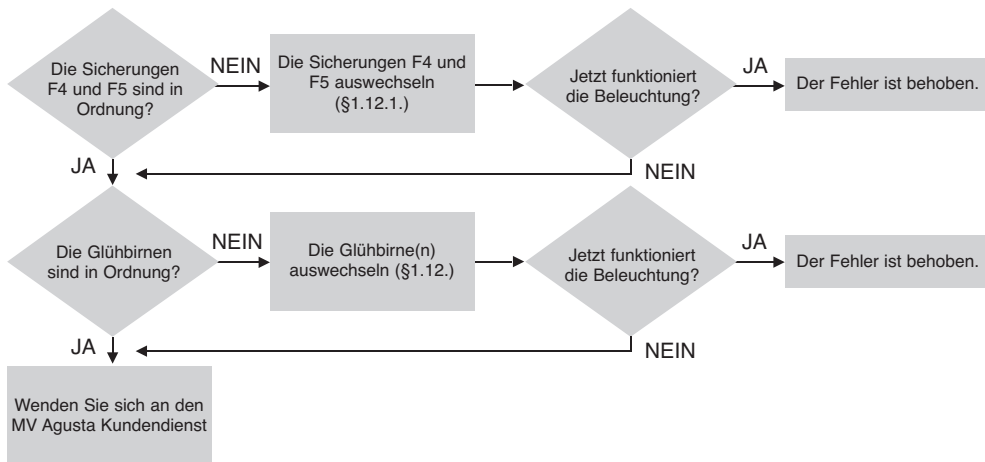 Die Sicherungen
F4 und F5 sind in
Ordnung?
NEIN
Die Sicherungen F4 und
F5 auswechseln
(§1.12.1.)
Jetzt funktioniert
die Beleuchtung?
JA
Der Fehler ist behoben.
JA
NEIN
Die Glühbirnen
sind in Ordnung?
NEIN
Die Glühbirne(n)
auswechseln (§1.12.)
Jetzt funktioniert
die Beleuchtung?
JA
Der Fehler ist behoben.
JA
NEIN
Wenden Sie sich an den
MV Agusta Kundendienst